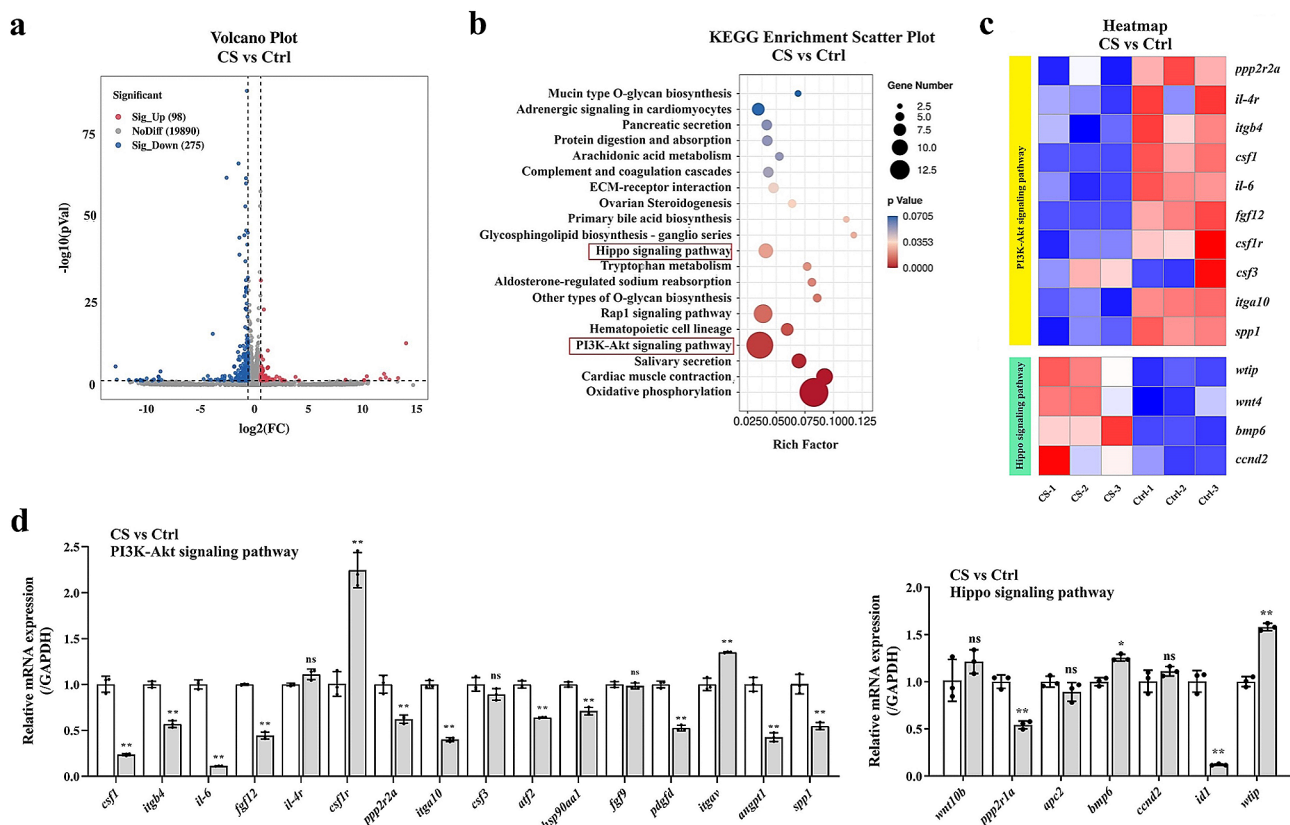 a
Volcano Plot
CS vs Ctrl
Significant
Sig_Up (98)
NoDiff (19890)
Sig_Down (275)
-log10(pVal)
75
50
25
0
-10
-5
0
5
10
15
log2(FC)
b
KEGG Enrichment Scatter Plot
CS vs Ctrl
Mucin type O-glycan biosynthesis
Adrenergic signaling in cardiomyocytes
Pancreatic secretion
Protein digestion and absorption
Arachidonic acid metabolism
Complement and coagulation cascades
ECM-receptor interaction
Ovarian Steroidogenesis
Primary bile acid biosynthesis
Glycosphingolipid biosynthesis - ganglio series
Hippo signaling pathway
Tryptophan metabolism
Aldosterone-regulated sodium reabsorption
Other types of O-glycan biosynthesis
Rap1 signaling pathway
Hematopoietic cell lineage
PI3K-Akt signaling pathway
Salivary secretion
Cardiac muscle contraction
Oxidative phosphorylation
0.0250.0500.0750.1000.125
Rich Factor
Gene Number
2.5
5.0
7.5
10.0
12.5
p Value
0.0705
0.0353
0.0000
c
Heatmap
CS vs Ctrl
PI3K-Akt signaling pathway
ppp2r2a
il-4r
itgb4
csf1
il-6
fgf12
csf1r
csf3
itga10
spp1
Hippo signaling pathway
wtip
wnt4
bmp6
ccnd2
CS-1
CS-2
CS-3
Ctrl-1
Ctrl-2
Ctrl-3
d
CS vs Ctrl
PI3K-Akt signaling pathway
Relative mRNA expression
(/GAPDH)
2.5
2.0
1.5
1.0
0.5
0.0
**
**
**
**
ns
**
**
**
ns
**
**
ns
**
**
**
**
csf1
itgb4
il-6
fgf12
il-4r
csf1r
ppp2r2a
itga10
csf3
atf2
hsp90aa1
fgf9
pdgfd
itgav
angpt1
spp1
CS vs Ctrl
Hippo signaling pathway
Relative mRNA expression
(/GAPDH)
2.0
1.5
1.0
0.5
0.0
ns
**
ns
*
ns
**
**
wnt10b
ppp2r1a
apc2
bmp6
ccnd2
id1
wtip